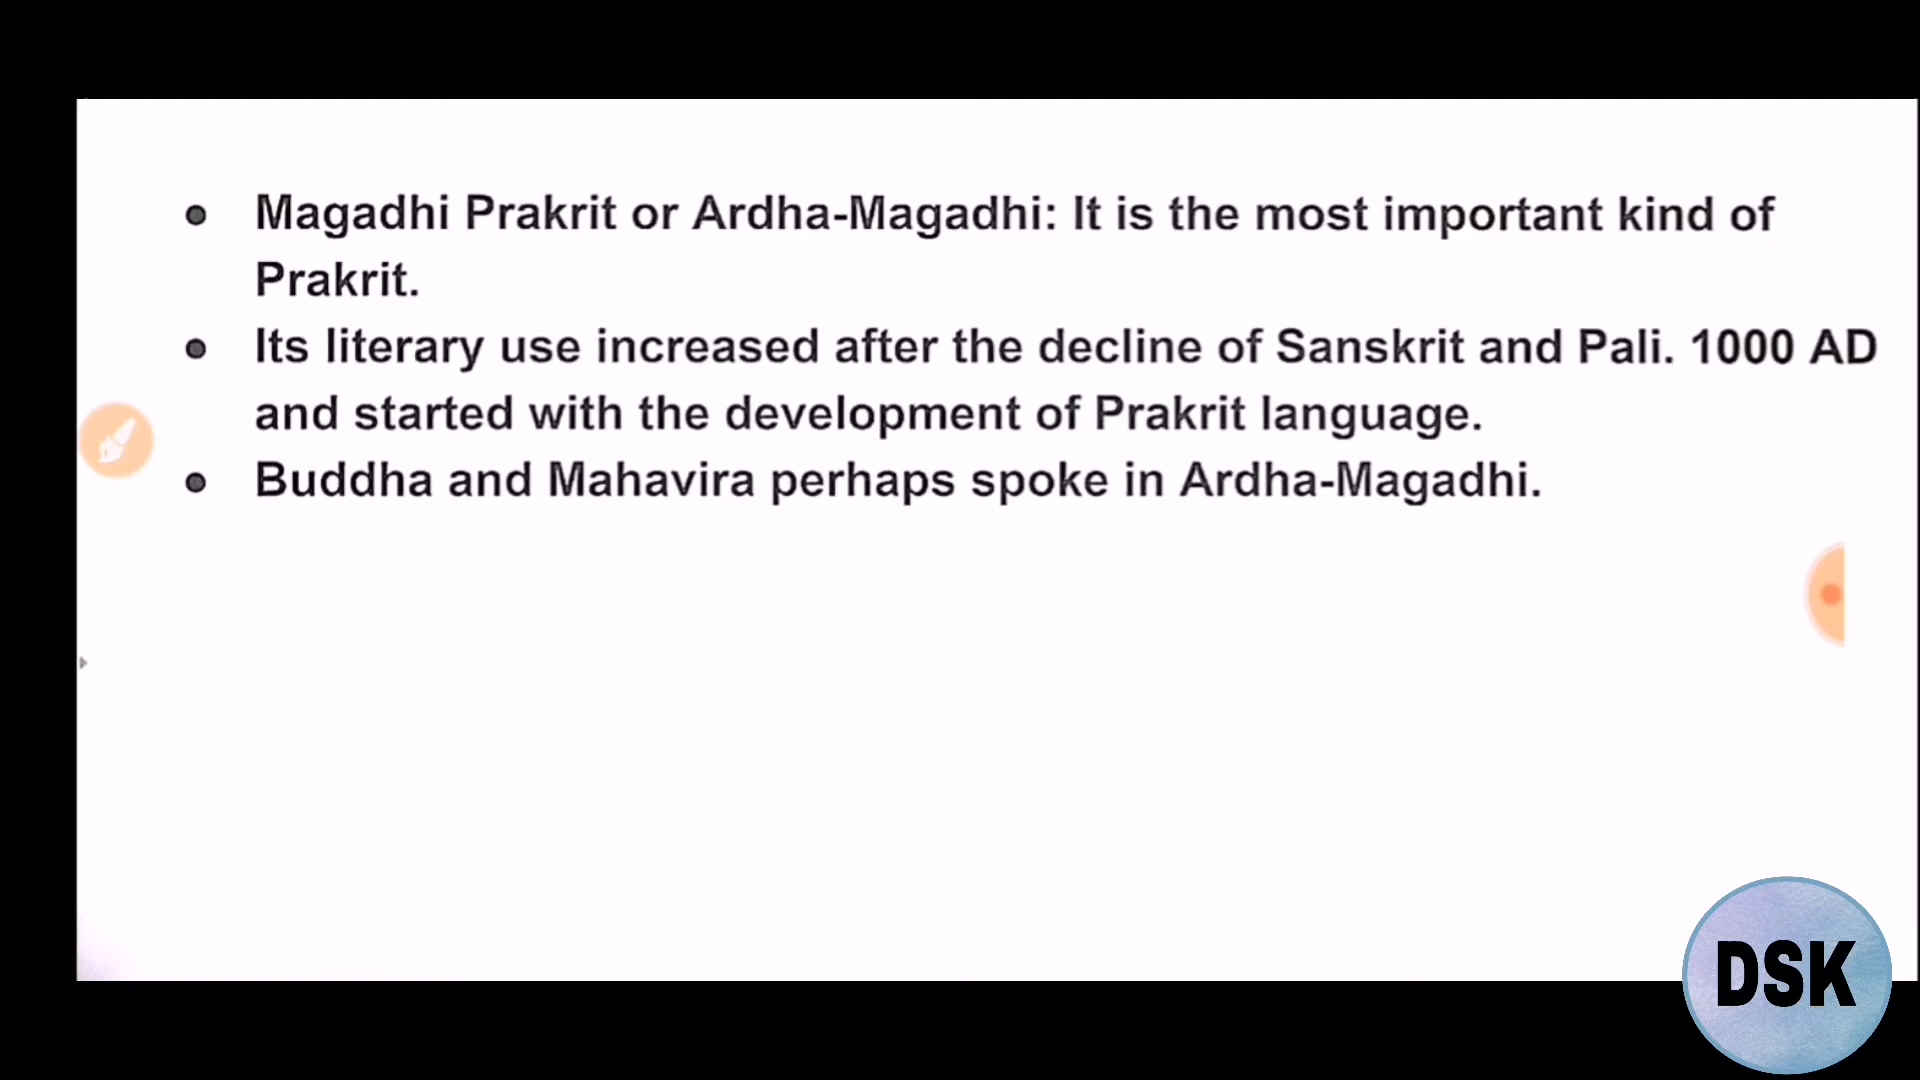 • Magadhi Prakrit or Ardha-Magadhi: It is the most important kind of
Prakrit.
• Its literary use increased after the decline of Sanskrit and Pali. 1000 AD
and started with the development of Prakrit language.
• Buddha and Mahavira perhaps spoke in Ardha-Magadhi.
DSK